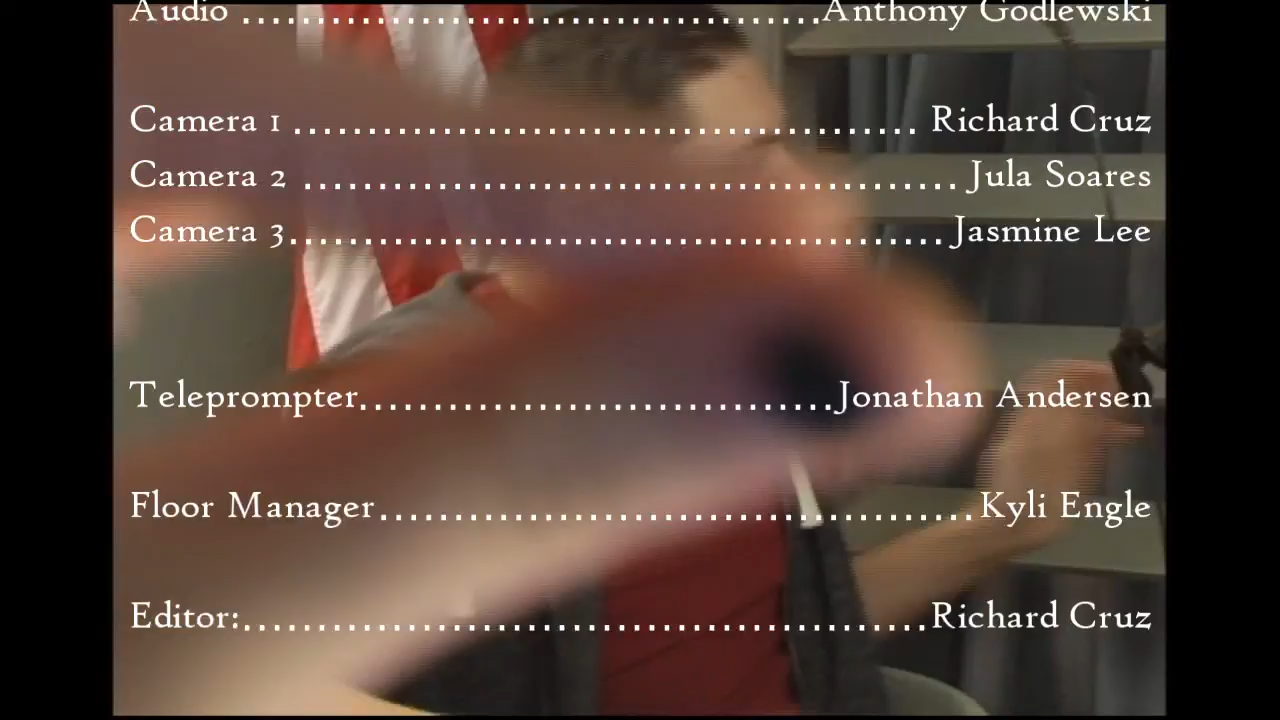 Audio ......................................Anthony Godlewski
Camera 1 ......................................... Richard Cruz
Camera 2 ...........................................Jula Soares
Camera 3...........................................Jasmine Lee
Teleprompter...............................Jonathan Andersen
Floor Manager.......................................Kyli Engle
Editor:.............................................Richard Cruz